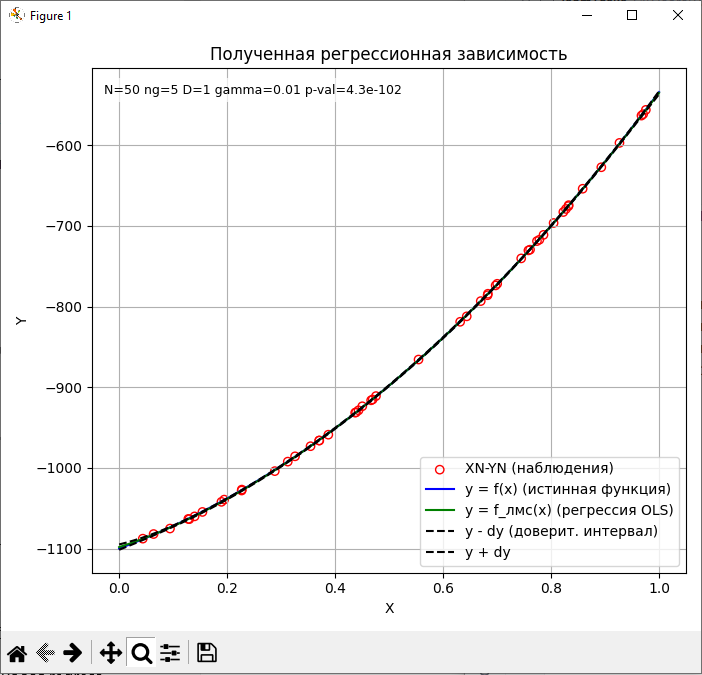 Figure 1
Полученная регрессионная зависимость
N=50 ng=5 D=1 gamma=0.01 p-val=4.3e-102
−600
−700
−800
−900
−1000
−1100
Y
XN-YN (наблюдения)
y = f(x) (истинная функция)
y = f_лмс(x) (регрессия OLS)
y - dy (доверит. интервал)
y + dy
0.0 0.2 0.4 0.6 0.8 1.0
X